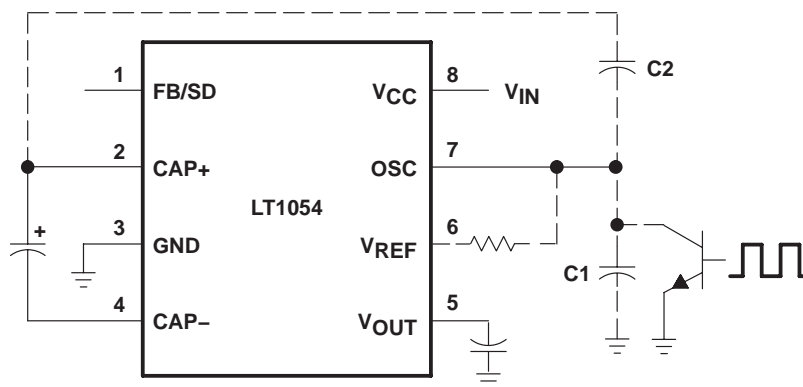 C2
1 FB/SD VCC 8 VIN
2 CAP+ OSC 7
LT1054
+ 3 GND VREF 6
C1
4 CAP− VOUT 5